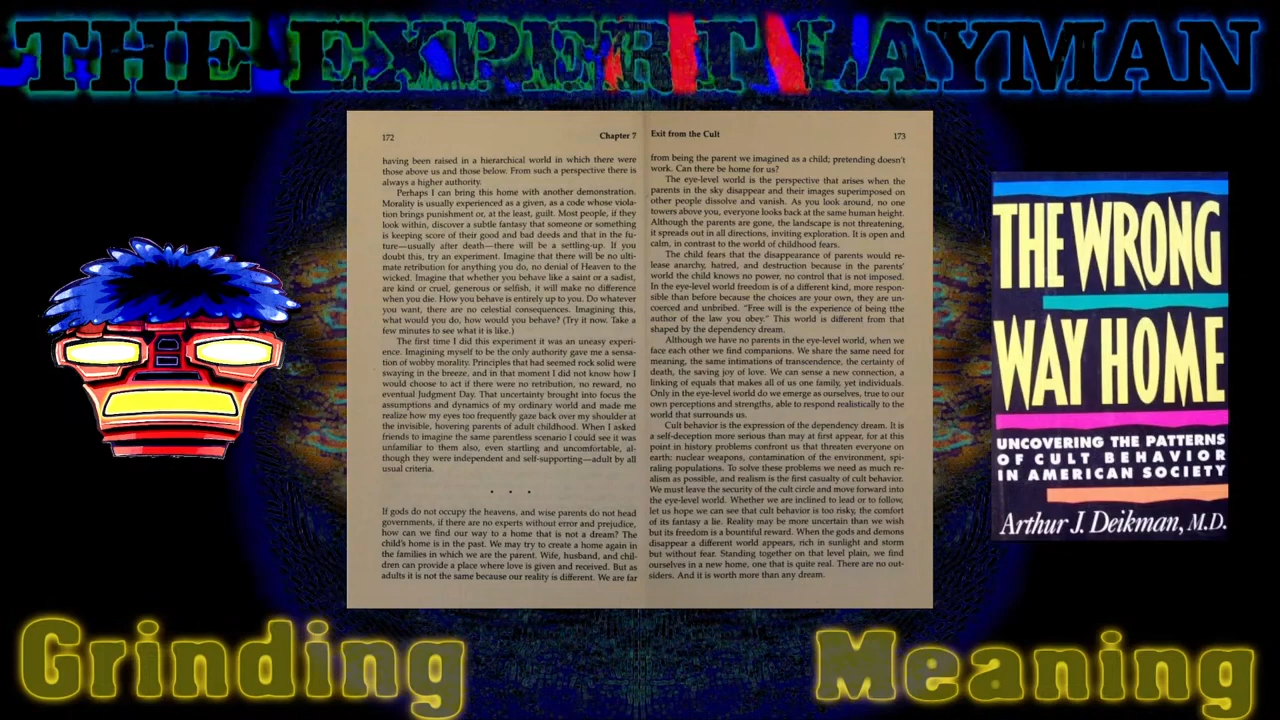 THE EXPERT LAYMAN
172
Chapter 7
having been raised in a hierarchical world in which there were
those above us and those below. From such a perspective there is
always a higher authority.
Perhaps I can bring this home with another demonstration.
Morality is usually experienced as a given, as a code whose viola-
tion brings punishment or, at the least, guilt. Most people, if they
look within, discover a subtle fantasy that someone or something
is keeping score of their good and bad deeds and that in the fu-
ture—usually after death—there will be a settling-up. If you
doubt this, try an experiment. Imagine that there will be no ulti-
mate retribution for anything you do, no denial of Heaven to the
wicked. Imagine that whether you behave like a saint or a sadist,
are kind or cruel, generous or selfish, it will make no difference
when you die. How you behave is entirely up to you. Do whatever
you want, there are no celestial consequences. Imagining this,
what would you do, how would you behave? (Try it now. Take a
few minutes to see what it is like.)
The first time I did this experiment it was an uneasy experi-
ence. Imagining myself to be the only authority gave me a sensa-
tion of wobby morality. Principles that had seemed rock solid were
swaying in the breeze, and in that moment I did not know how I
would choose to act if there were no retribution, no reward, no
eventual Judgment Day. That uncertainty brought into focus the
assumptions and dynamics of my ordinary world and made me
realize how my eyes too frequently gaze back over my shoulder at
the invisible, hovering parents of adult childhood. When I asked
friends to imagine the same parentless scenario I could see it was
unfamiliar to them also, even startling and uncomfortable, al-
though they were independent and self-supporting—adult by all
usual criteria.
• • •
If gods do not occupy the heavens, and wise parents do not head
governments, if there are no experts without error and prejudice,
how can we find our way to a home that is not a dream? The
child's home is in the past. We may try to create a home again in
the families in which we are the parent. Wife, husband, and chil-
dren can provide a place where love is given and received. But as
adults it is not the same because our reality is different. We are far
Exit from the Cult
173
from being the parent we imagined as a child; pretending doesn't
work. Can there be home for us?
The eye-level world is the perspective that arises when the
parents in the sky disappear and their images superimposed on
other people dissolve and vanish. As you look around, no one
towers above you, everyone looks back at the same human height.
Although the parents are gone, the landscape is not threatening,
it spreads out in all directions, inviting exploration. It is open and
calm, in contrast to the world of childhood fears.
The child fears that the disappearance of parents would re-
lease anarchy, hatred, and destruction because in the parents'
world the child knows no power, no control that is not imposed.
In the eye-level world freedom is of a different kind, more respon-
sible than before because the choices are your own, they are un-
coerced and unbribed. "Free will is the experience of being tthe
author of the law you obey." This world is different from that
shaped by the dependency dream.
Although we have no parents in the eye-level world, when we
face each other we find companions. We share the same need for
meaning, the same intimations of transcendence, the certainty of
death, the saving joy of love. We can sense a new connection, a
linking of equals that makes all of us one family, yet individuals.
Only in the eye-level world do we emerge as ourselves, true to our
own perceptions and strengths, able to respond realistically to the
world that surrounds us.
Cult behavior is the expression of the dependency dream. It is
a self-deception more serious than may at first appear, for at this
point in history problems confront us that threaten everyone on
earth: nuclear weapons, contamination of the environment, spi-
raling populations. To solve these problems we need as much re-
alism as possible, and realism is the first casualty of cult behavior.
We must leave the security of the cult circle and move forward into
the eye-level world. Whether we are inclined to lead or to follow,
let us hope we can see that cult behavior is too risky, the comfort
of its fantasy a lie. Reality may be more uncertain than we wish
but its freedom is a bountiful reward. When the gods and demons
disappear a different world appears, rich in sunlight and storm
but without fear. Standing together on that level plain, we find
ourselves in a new home, one that is quite real. There are no out-
siders. And it is worth more than any dream.
THE WRONG
WAY HOME
UNCOVERING THE PATTERNS
OF CULT BEHAVIOR
IN AMERICAN SOCIETY
Arthur J. Deikman, M.D.
Grinding
Meaning